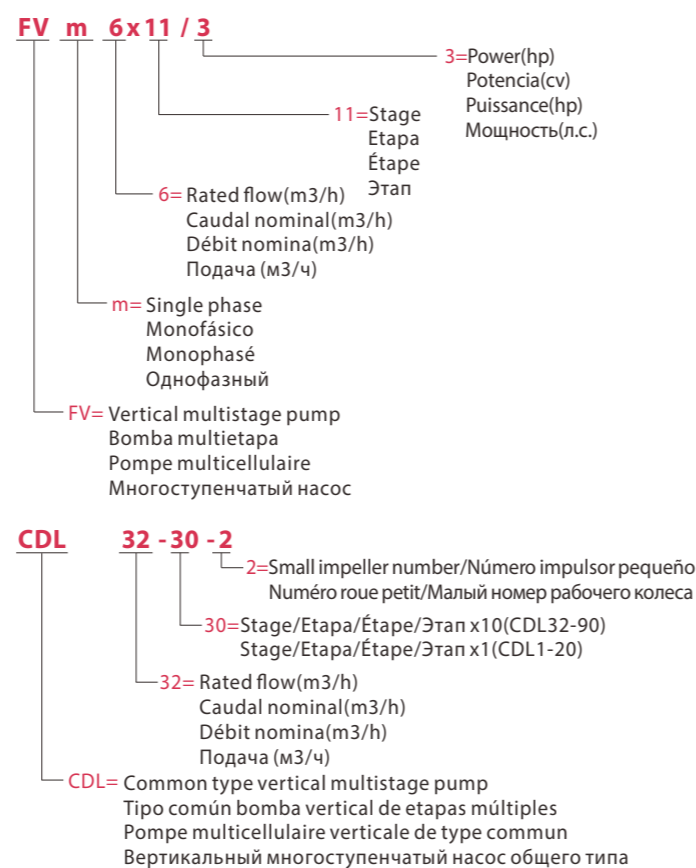 FV m 6x11 / 3
3=Power(hp)
Potencia(cv)
Puissance(hp)
Мощность(л.с.)
11=Stage
Etapa
Étape
Этап
6= Rated flow(m3/h)
Caudal nominal(m3/h)
Débit nomina(m3/h)
Подача (м3/ч)
m= Single phase
Monofásico
Monophasé
Однофазный
FV= Vertical multistage pump
Bomba multietapa
Pompe multicellulaire
Многоступенчатый насос
CDL 32 - 30 - 2
2=Small impeller number/Número impulsor pequeño
Numéro roue petit/Малый номер рабочего колеса
30=Stage/Etapa/Étape/Этап x10(CDL32-90)
Stage/Etapa/Étape/Этап x1(CDL1-20)
32= Rated flow(m3/h)
Caudal nominal(m3/h)
Débit nomina(m3/h)
Подача (м3/ч)
CDL= Common type vertical multistage pump
Tipo común bomba vertical de etapas múltiples
Pompe multicellulaire verticale de type commun
Вертикальный многоступенчатый насос общего типа